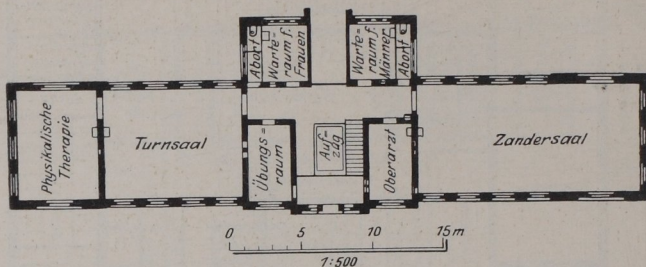 Abort
Warte=
raum f.
Frauen
Warte=
raum f.
Männer
Abort
Physikalische
Therapie
Turnsaal
Übungs=
raum
Auf=
zug
Oberarzt
Zandersaal
0 5 10 15 m
1:500